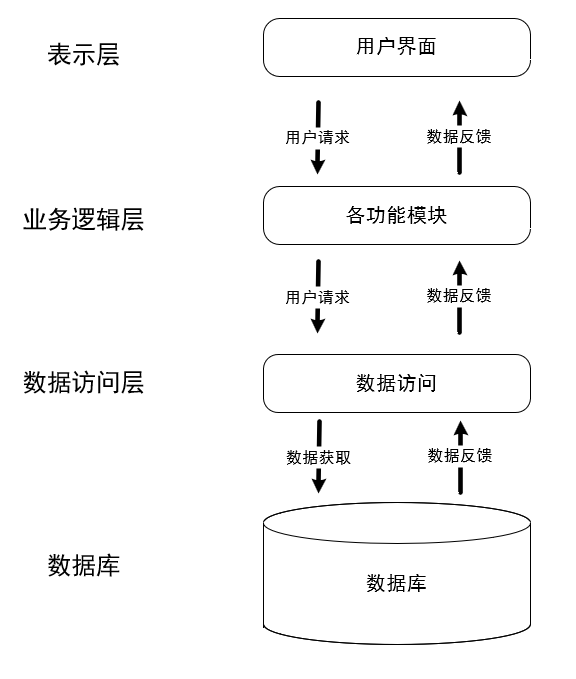 表示层
用户界面
用户请求
数据反馈
业务逻辑层
各功能模块
用户请求
数据反馈
数据访问层
数据访问
数据获取
数据反馈
数据库
数据库